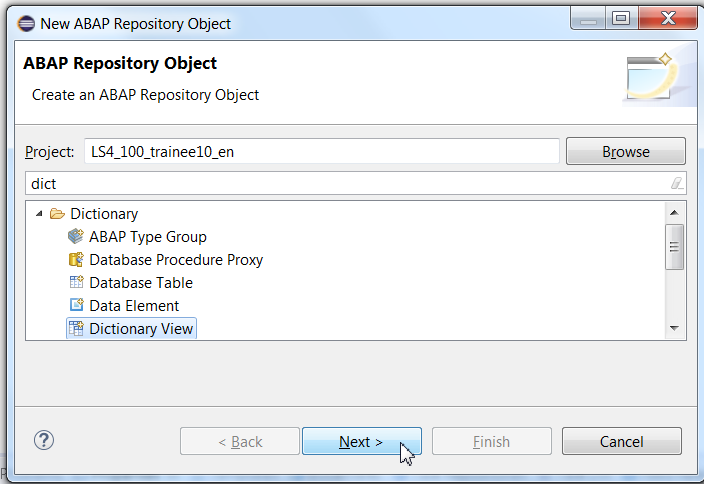 New ABAP Repository Object
ABAP Repository Object
Create an ABAP Repository Object
Project: LS4_100_trainee10_en Browse
dict
Dictionary
ABAP Type Group
Database Procedure Proxy
Database Table
Data Element
Dictionary View
? < Back Next > Finish Cancel